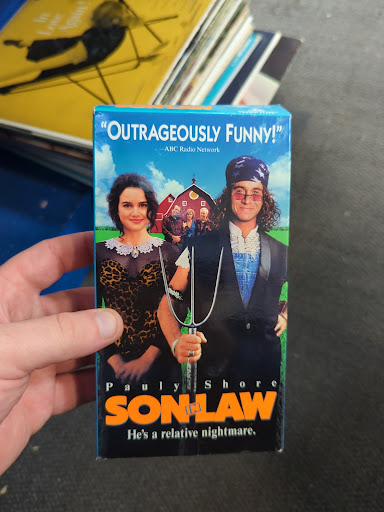 "OUTRAGEOUSLY FUNNY!"
—ABC Radio Network
Pauly Shore
SON IN LAW
He's a relative nightmare.